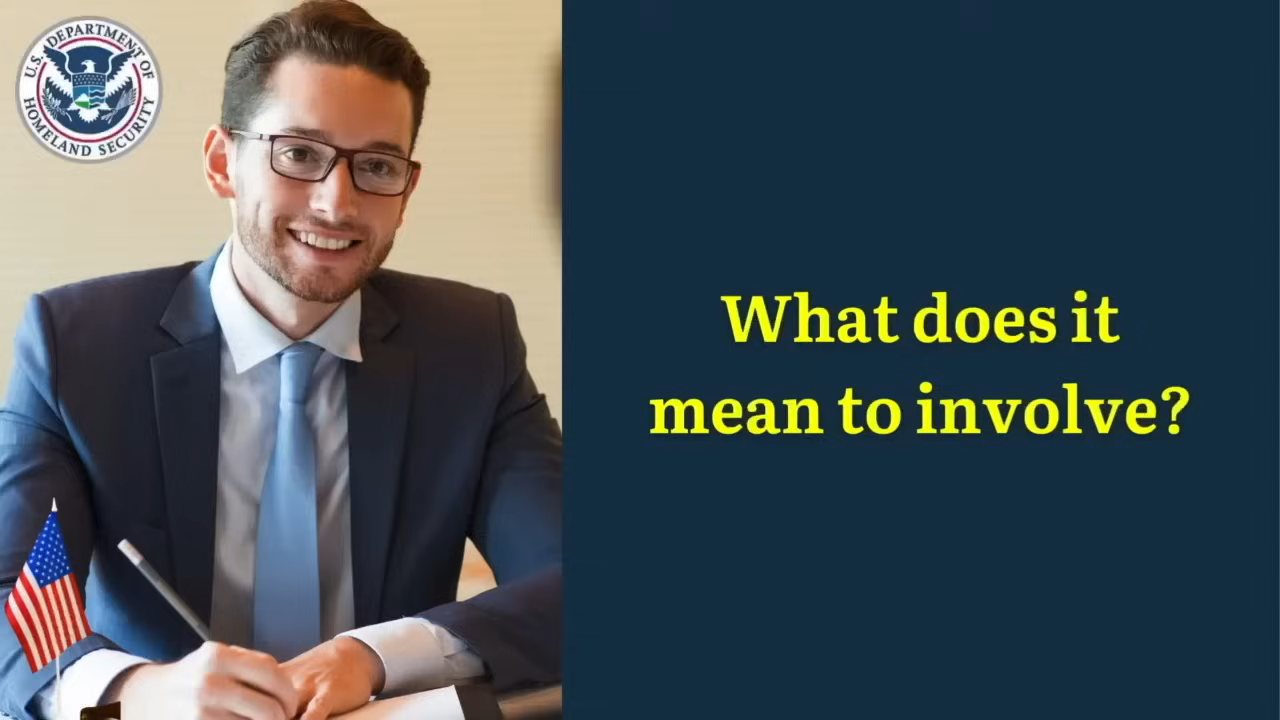 U.S. DEPARTMENT OF
HOMELAND SECURITY
What does it
mean to involve?